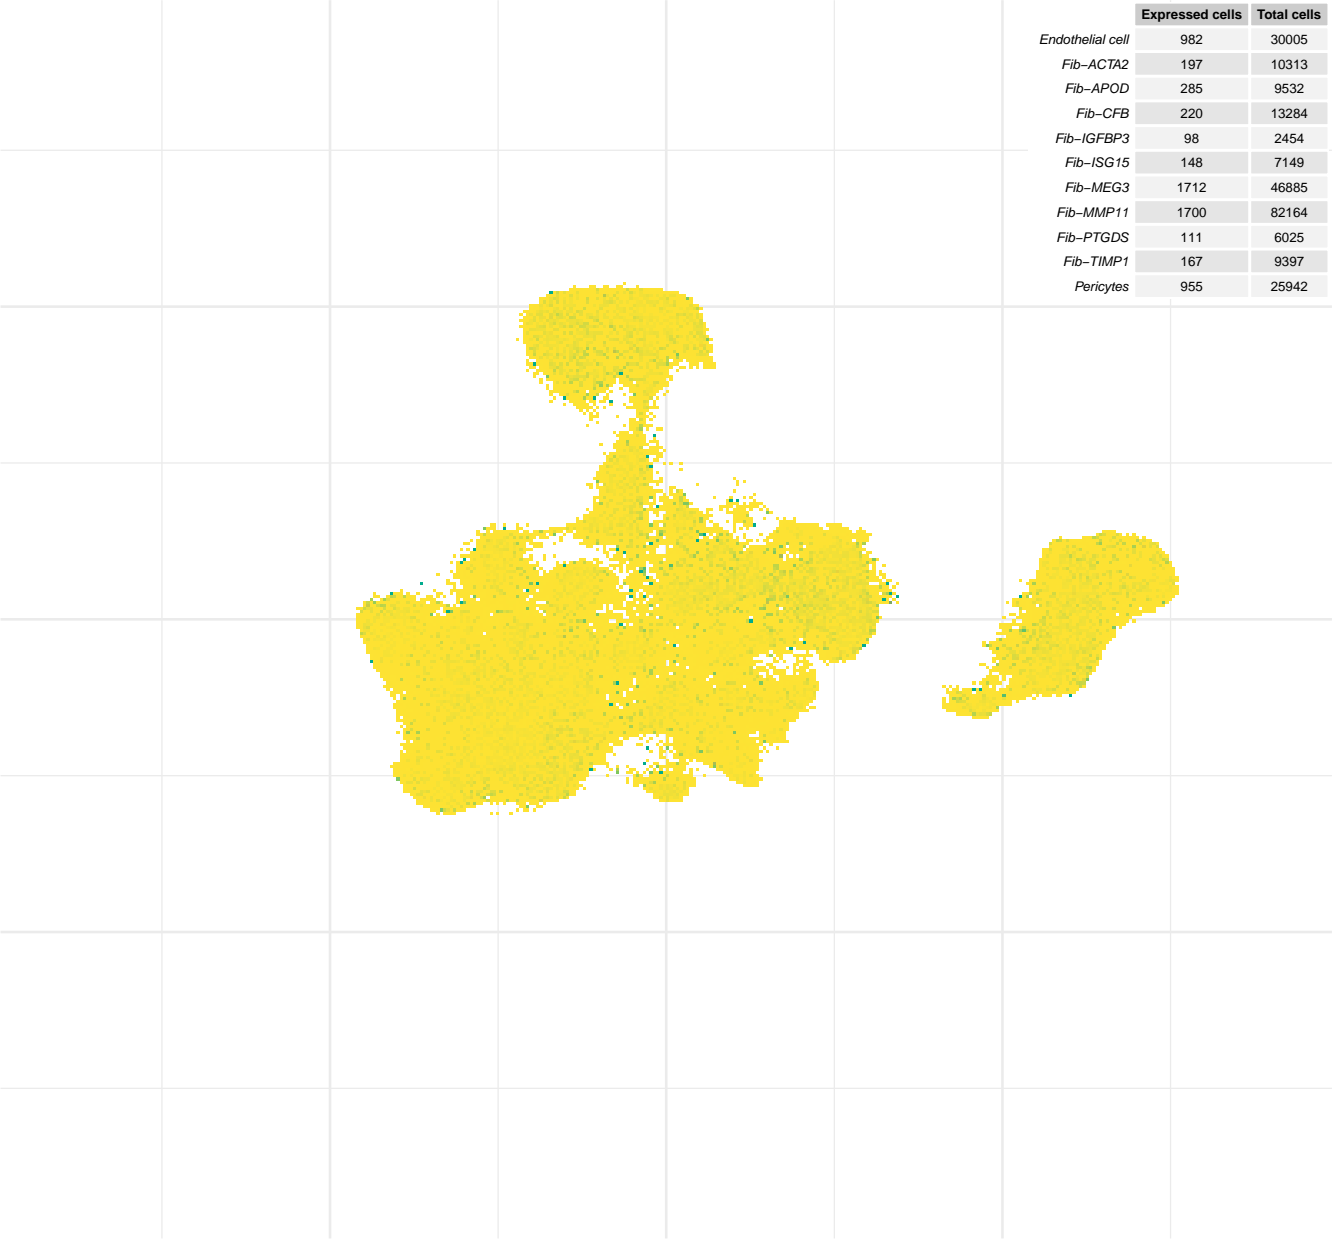 Expressed cells Total cells
Endothelial cell 982 30005
Fib−ACTA2 197 10313
Fib−APOD 285 9532
Fib−CFB 220 13284
Fib−IGFBP3 98 2454
Fib−ISG15 148 7149
Fib−MEG3 1712 46885
Fib−MMP11 1700 82164
Fib−PTGDS 111 6025
Fib−TIMP1 167 9397
Pericytes 955 25942